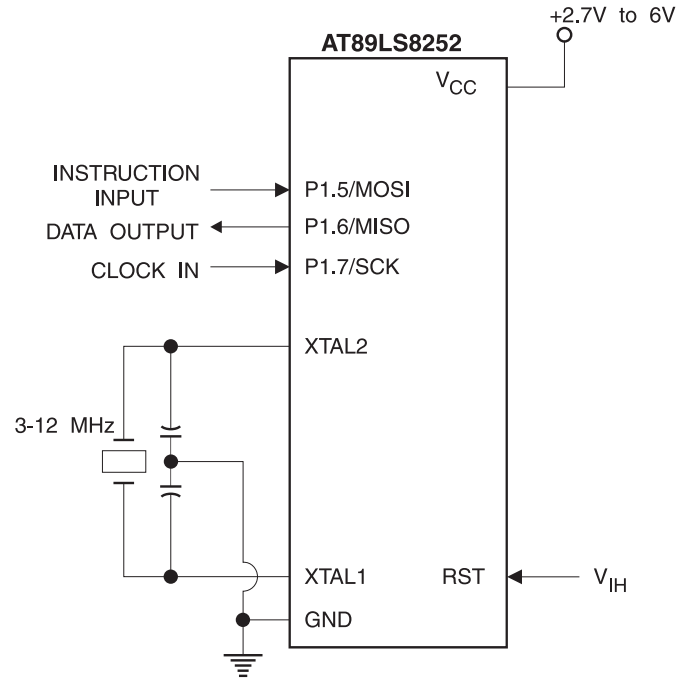 +2.7V to 6V
AT89LS8252
VCC
INSTRUCTION
INPUT
P1.5/MOSI
DATA OUTPUT
P1.6/MISO
CLOCK IN
P1.7/SCK
XTAL2
3-12 MHz
XTAL1
RST
VIH
GND